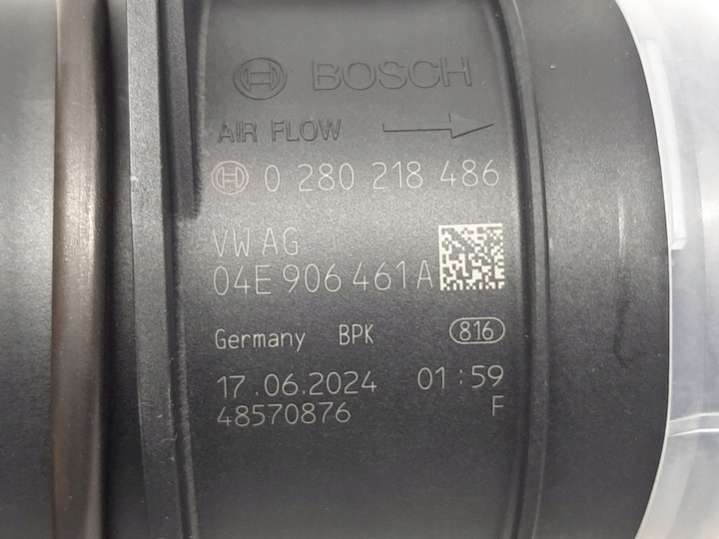 BOSCH
AIR FLOW
0 280 218 486
VW AG
04E 906 461 A
Germany BPK 816
17.06.2024 01:59
48570876 F